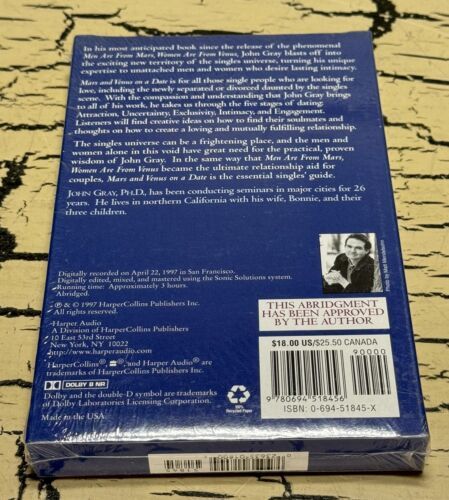 In his most anticipated book since the release of the phenomenal
Men Are From Mars, Women Are From Venus, John Gray blasts off into
the exciting new territory of the singles universe, turning his unique
expertise to unattached men and women who desire lasting intimacy.
Mars and Venus on a Date is for all those single people who are looking for
love, including the newly separated or divorced daunted by the singles
scene. With the compassion and understanding that John Gray brings
to all of his work, he takes us through the five stages of dating:
Attraction, Uncertainty, Exclusivity, Intimacy, and Engagement.
Listeners will find creative ideas on how to find their soulmates and
thoughts on how to create a loving and mutually fulfilling relationship.
The singles universe can be a frightening place, and the men and
women alone in this void have great need for the practical, proven
wisdom of John Gray. In the same way that Men Are From Mars,
Women Are From Venus became the ultimate relationship aid for
couples, Mars and Venus on a Date is the essential singles' guide.
JOHN GRAY, PH.D., has been conducting seminars in major cities for 26
years. He lives in northern California with his wife, Bonnie, and their
three children.
Digitally recorded on April 22, 1997 in San Francisco.
Digitally edited, mixed, and mastered using the Sonic Solutions system.
Running time: Approximately 3 hours.
Abridged.
℗ & © 1997 HarperCollins Publishers Inc.
All rights reserved.
Harper Audio
A Division of HarperCollins Publishers
10 East 53rd Street
New York, NY 10022
http://www.harperaudio.com
HarperCollins®, ®, and Harper Audio® are
trademarks of HarperCollins Publishers Inc.
DOLBY B NR
Dolby and the double-D symbol are trademarks
of Dolby Laboratories Licensing Corporation.
Made in the USA
100%
Recycled Paper
Photo by Matt Mendelsohn
THIS ABRIDGMENT
HAS BEEN APPROVED
BY THE AUTHOR
$18.00 US/$25.50 CANADA
90000
9 780694 518456
ISBN: 0-694-51845-X